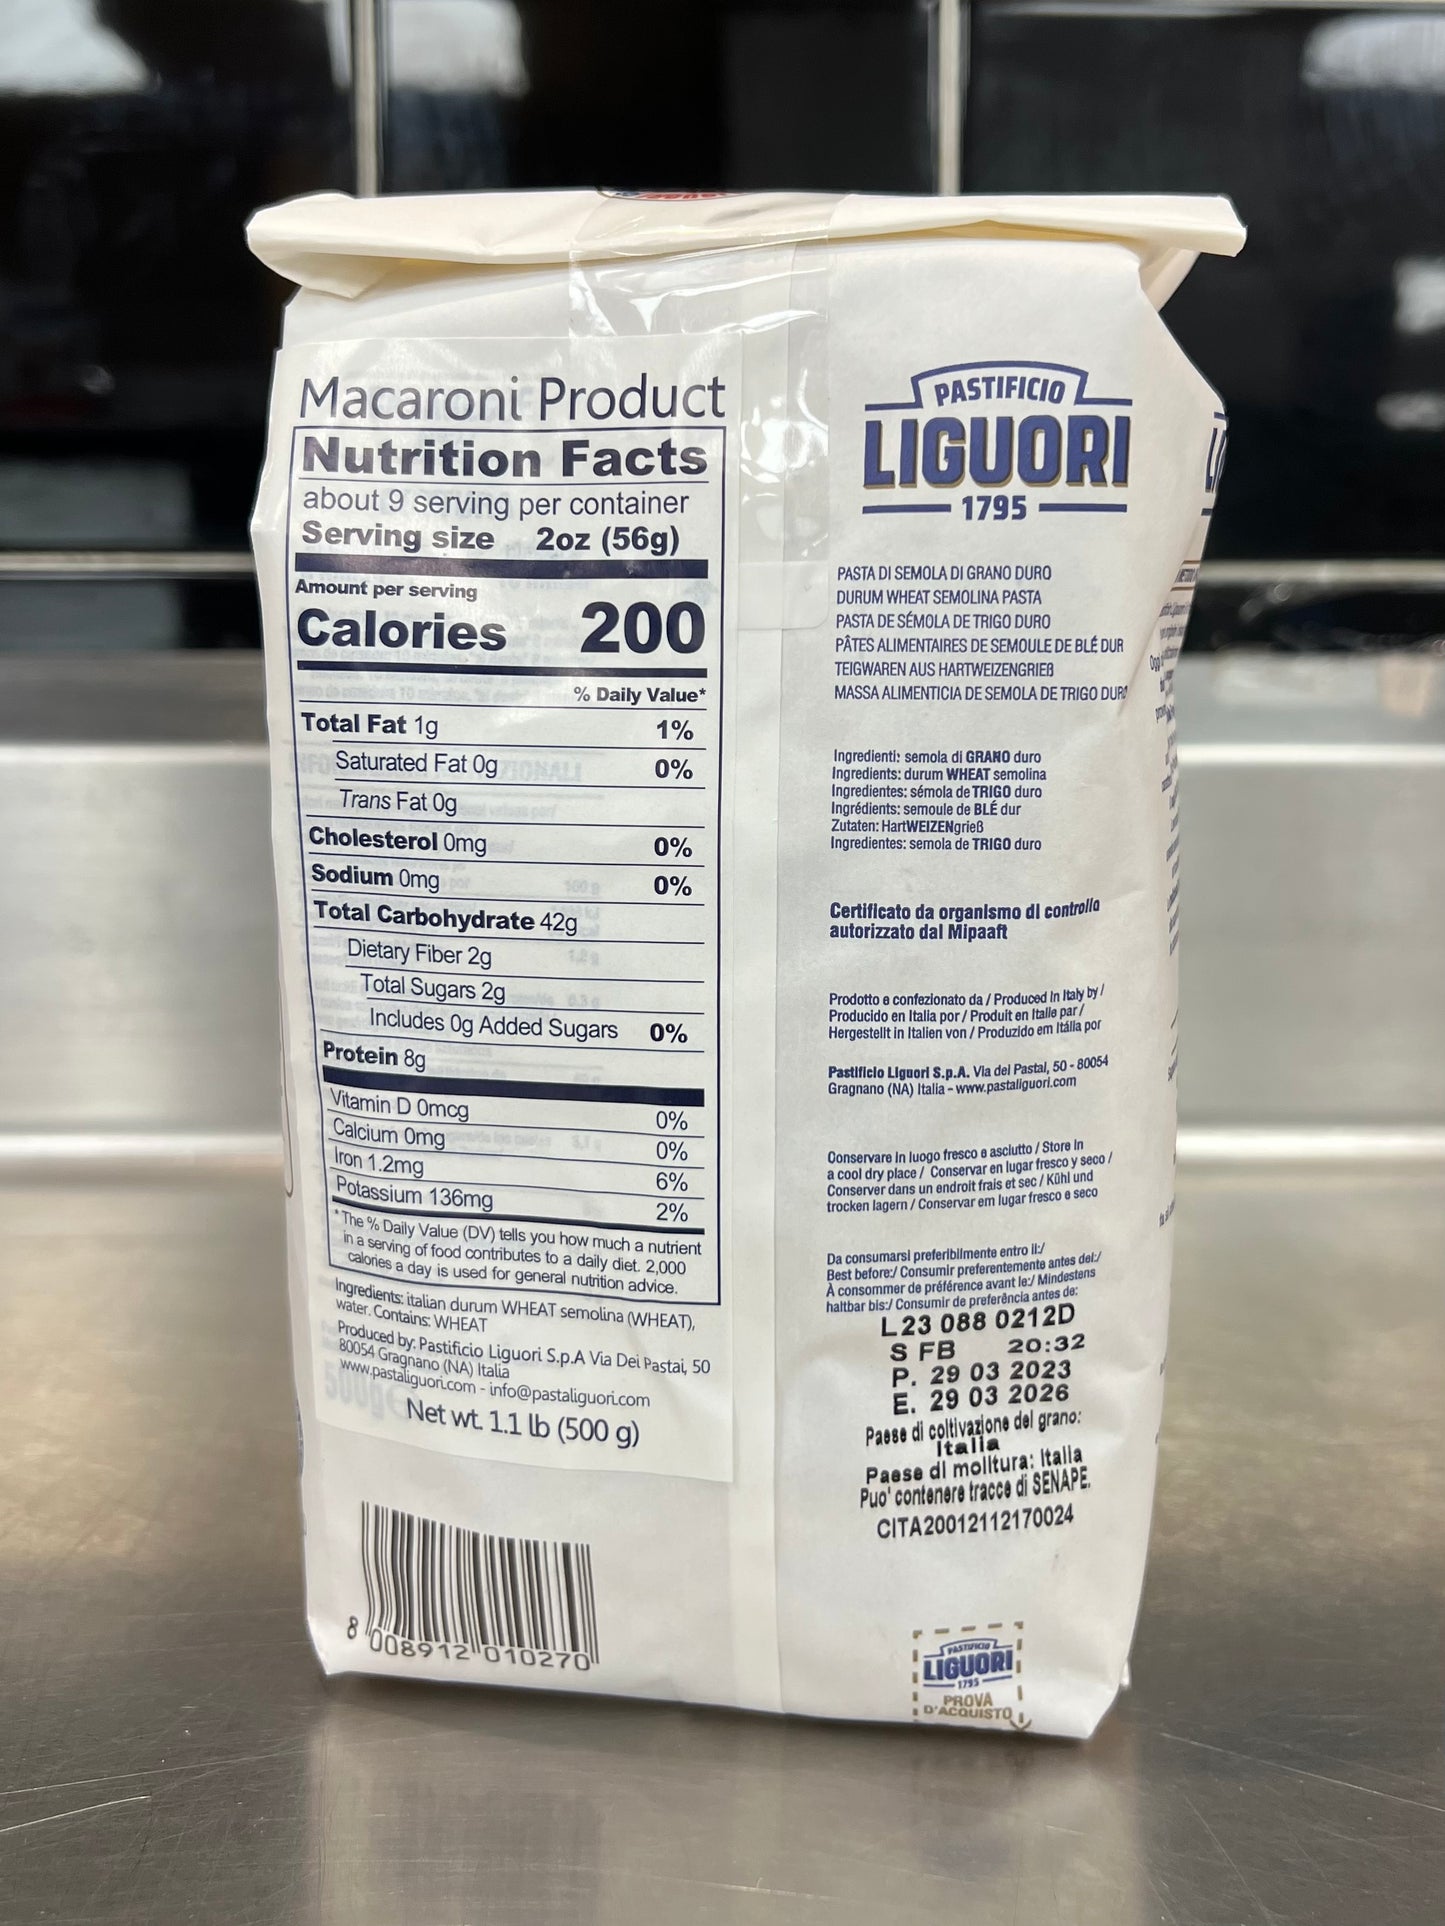 Macaroni Product
Nutrition Facts
about 9 serving per container
Serving size 2oz (56g)
Amount per serving
Calories 200
% Daily Value*
Total Fat 1g 1%
Saturated Fat 0g 0%
Trans Fat 0g
Cholesterol 0mg 0%
Sodium 0mg 0%
Total Carbohydrate 42g
Dietary Fiber 2g
Total Sugars 2g
Includes 0g Added Sugars 0%
Protein 8g
Vitamin D 0mcg 0%
Calcium 0mg 0%
Iron 1.2mg 6%
Potassium 136mg 2%
*The % Daily Value (DV) tells you how much a nutrient
in a serving of food contributes to a daily diet. 2,000
calories a day is used for general nutrition advice.
Ingredients: italian durum WHEAT semolina (WHEAT),
water. Contains: WHEAT
Produced by: Pastificio Liguori S.p.A Via Dei Pastai, 50
80054 Gragnano (NA) Italia
www.pastaliguori.com - info@pastaliguori.com
Net wt. 1.1 lb (500 g)
8 008912 010270
PASTIFICIO
LIGUORI
1795
PASTA DI SEMOLA DI GRANO DURO
DURUM WHEAT SEMOLINA PASTA
PASTA DE SÉMOLA DE TRIGO DURO
PÂTES ALIMENTAIRES DE SEMOULE DE BLÉ DUR
TEIGWAREN AUS HARTWEIZENGRIEß
MASSA ALIMENTICIA DE SEMOLA DE TRIGO DURO
Ingredienti: semola di GRANO duro
Ingredients: durum WHEAT semolina
Ingredientes: sémola de TRIGO duro
Ingrédients: semoule de BLÉ dur
Zutaten: HartWEIZENgrieß
Ingredientes: semola de TRIGO duro
Certificato da organismo di controllo
autorizzato dal Mipaaft
Prodotto e confezionato da / Produced in Italy by /
Producido en Italia por / Produit en Italie par /
Hergestellt in Italien von / Produzido em Itália por
Pastificio Liguori S.p.A. Via dei Pastai, 50 - 80054
Gragnano (NA) Italia - www.pastaliguori.com
Conservare in luogo fresco e asciutto / Store in
a cool dry place / Conservar en lugar fresco y seco /
Conserver dans un endroit frais et sec / Kühl und
trocken lagern / Conservar em lugar fresco e seco
Da consumarsi preferibilmente entro il:/
Best before:/ Consumir preferentemente antes del:/
À consommer de préférence avant le:/ Mindestens
haltbar bis:/ Consumir de preferência antes de:
L23 088 0212D
S FB 20:32
P. 29 03 2023
E. 29 03 2026
Paese di coltivazione del grano:
Italia
Paese di molitura: Italia
Puo' contenere tracce di SENAPE.
CITA20012112170024
PASTIFICIO
LIGUORI
1795
PROVA
D'ACQUISTO